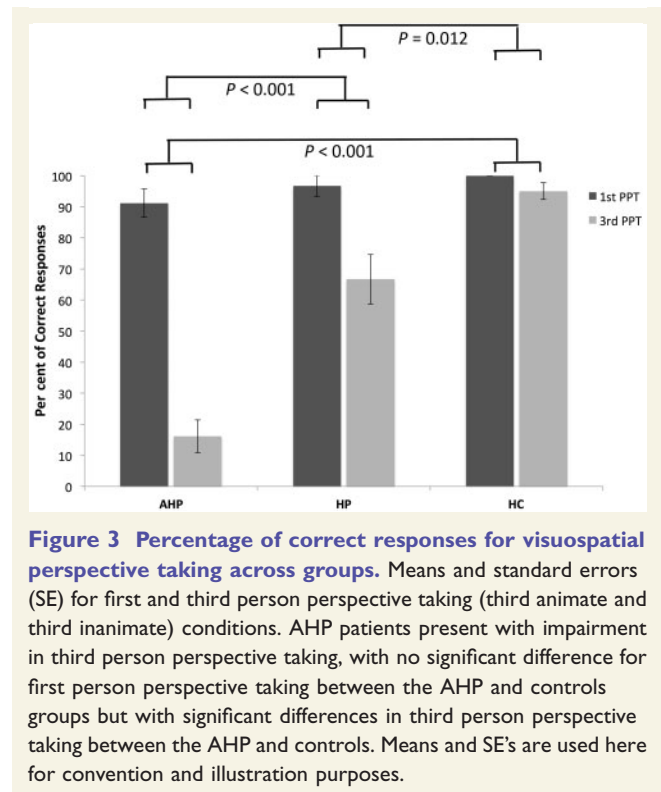 P = 0.012
P < 0.001
P < 0.001
Per cent of Correct Responses
100
90
80
70
60
50
40
30
20
10
0
1st PPT
3rd PPT
AHP HP HC
Figure 3 Percentage of correct responses for visuospatial
perspective taking across groups. Means and standard errors
(SE) for first and third person perspective taking (third animate and
third inanimate) conditions. AHP patients present with impairment
in third person perspective taking, with no significant difference for
first person perspective taking between the AHP and controls
groups but with significant differences in third person perspective
taking between the AHP and controls. Means and SE's are used here
for convention and illustration purposes.